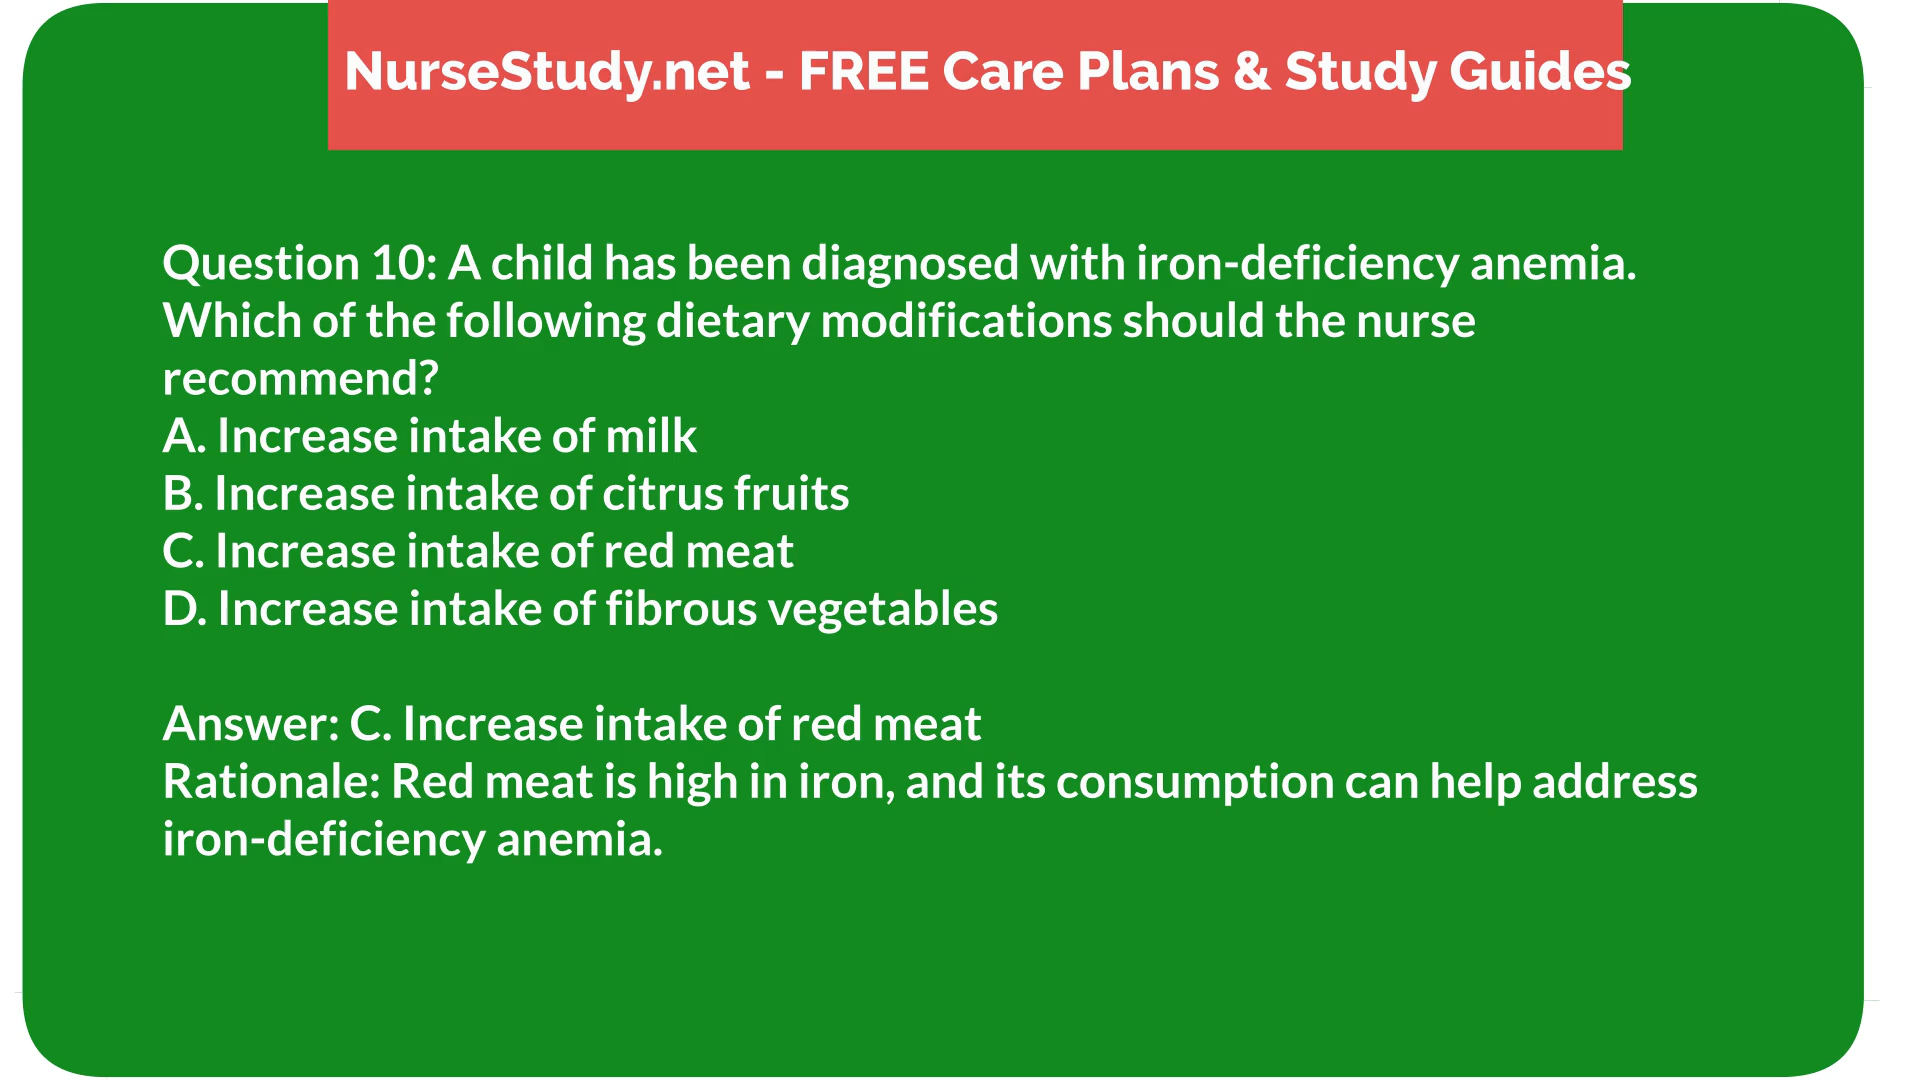 NurseStudy.net - FREE Care Plans & Study Guides
Question 10: A child has been diagnosed with iron-deficiency anemia.
Which of the following dietary modifications should the nurse
recommend?
A. Increase intake of milk
B. Increase intake of citrus fruits
C. Increase intake of red meat
D. Increase intake of fibrous vegetables
Answer: C. Increase intake of red meat
Rationale: Red meat is high in iron, and its consumption can help address
iron-deficiency anemia.